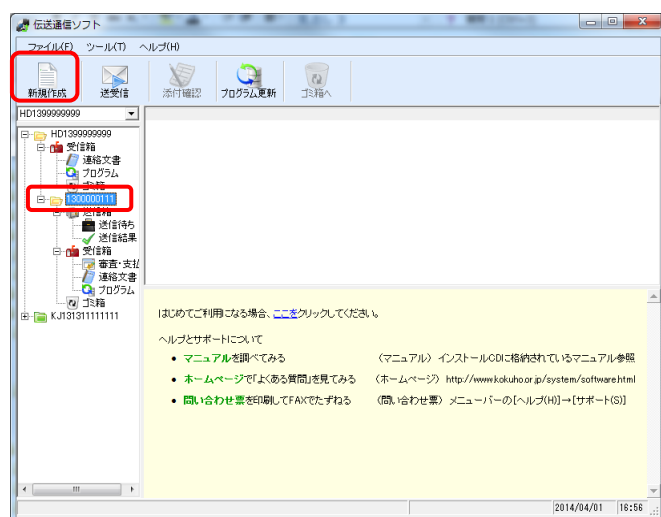 伝送通信ソフト
ファイル(F) ツール(T) ヘルプ(H)
新規作成 送受信 添付確認 プログラム更新 ゴミ箱へ
HD1399999999
HD1399999999
受信箱
連絡文書
プログラム
ゴミ箱
1300000111
送信箱
送信待ち
送信結果
受信箱
審査・支払
連絡文書
プログラム
ゴミ箱
KJ131311111111
はじめてご利用になる場合、ここをクリックしてください。
ヘルプとサポートについて
• マニュアルを調べてみる (マニュアル) インストールCDに格納されているマニュアル参照
• ホームページで「よくある質問」を見てみる (ホームページ) http://www.kokuho.or.jp/system/software.html
• 問い合わせ票を印刷してFAXでたずねる (問い合わせ票) メニューバーの[ヘルプ(H)]→[サポート(S)]
2014/04/01 16:56